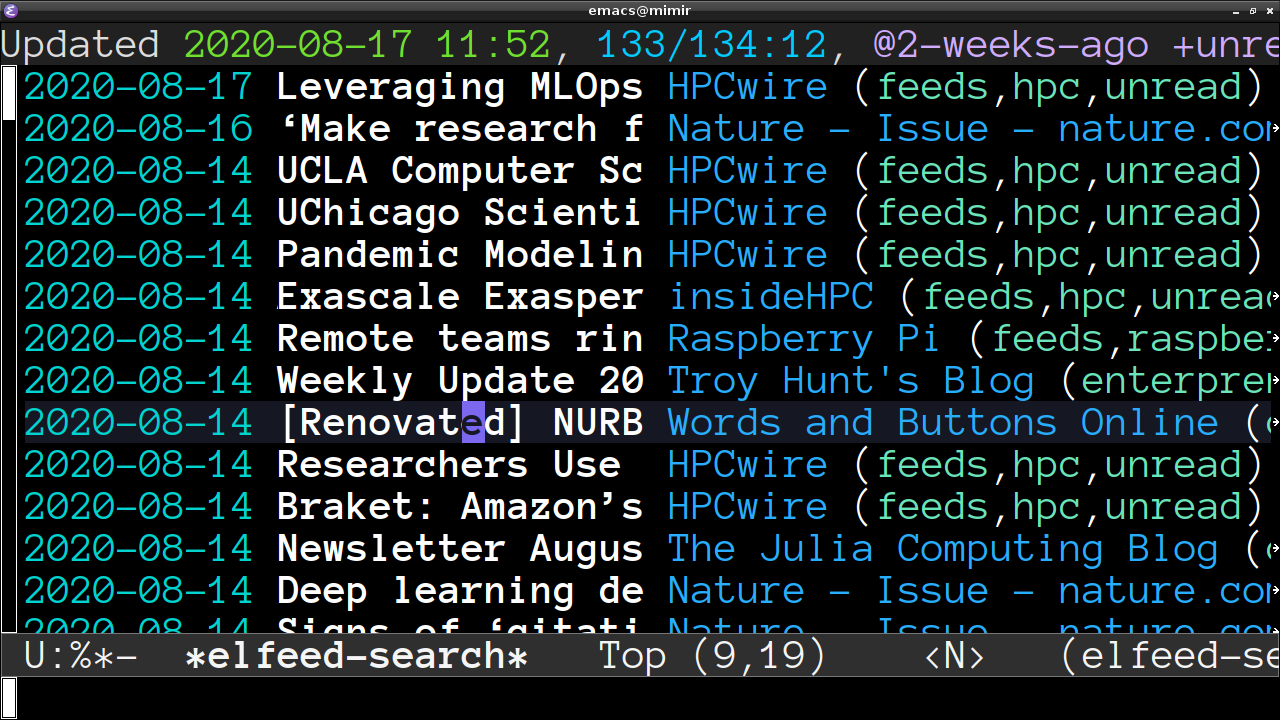 emacs@mimir
Updated 2020-08-17 11:52, 133/134:12, @2-weeks-ago +unre
2020-08-17 Leveraging MLOps HPCwire (feeds,hpc,unread)
2020-08-16 ‘Make research f Nature - Issue - nature.com
2020-08-14 UCLA Computer Sc HPCwire (feeds,hpc,unread)
2020-08-14 UChicago Scienti HPCwire (feeds,hpc,unread)
2020-08-14 Pandemic Modelin HPCwire (feeds,hpc,unread)
2020-08-14 Exascale Exasper insideHPC (feeds,hpc,unread
2020-08-14 Remote teams rin Raspberry Pi (feeds,raspber
2020-08-14 Weekly Update 20 Troy Hunt's Blog (enterpren
2020-08-14 [Renovated] NURB Words and Buttons Online (c
2020-08-14 Researchers Use HPCwire (feeds,hpc,unread)
2020-08-14 Braket: Amazon’s HPCwire (feeds,hpc,unread)
2020-08-14 Newsletter Augus The Julia Computing Blog (c
2020-08-14 Deep learning de Nature - Issue - nature.com
2020-08-14 Signs of ‘gitati Nature - Issue - nature.com
U:%*- *elfeed-search* Top (9,19) <N> (elfeed-se